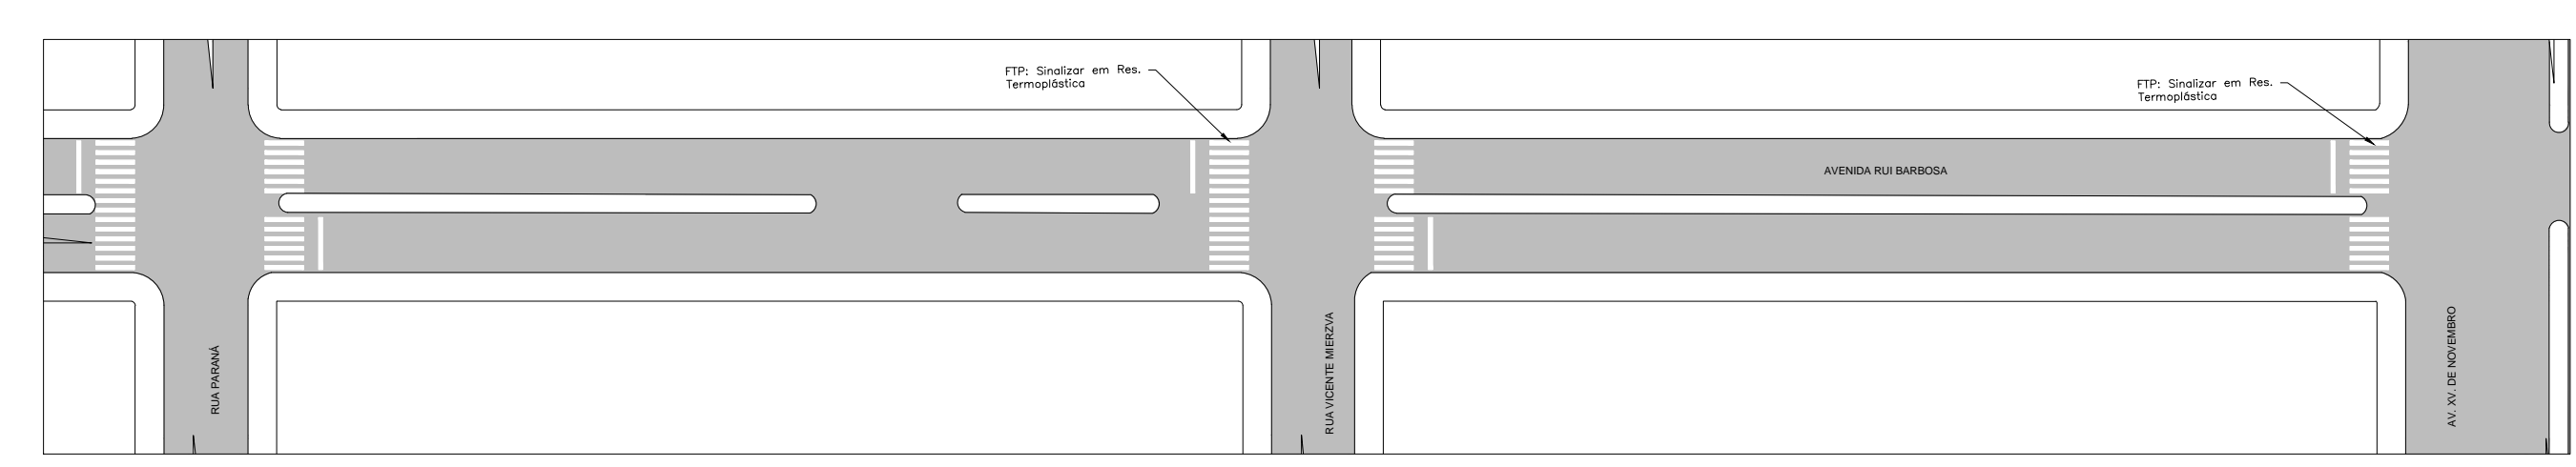 FTP: Sinalizar em Res.
Termoplástica
FTP: Sinalizar em Res.
Termoplástica
AVENIDA RUI BARBOSA
RUA PARANÁ
RUA VICENTE MIERZVA
AV. XV. DE NOVEMBRO